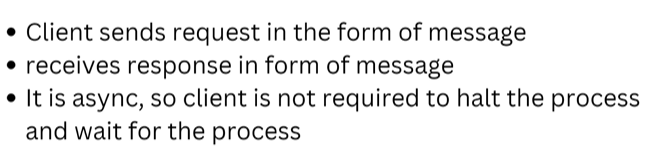 • Client sends request in the form of message
• receives response in form of message
• It is async, so client is not required to halt the process
and wait for the process